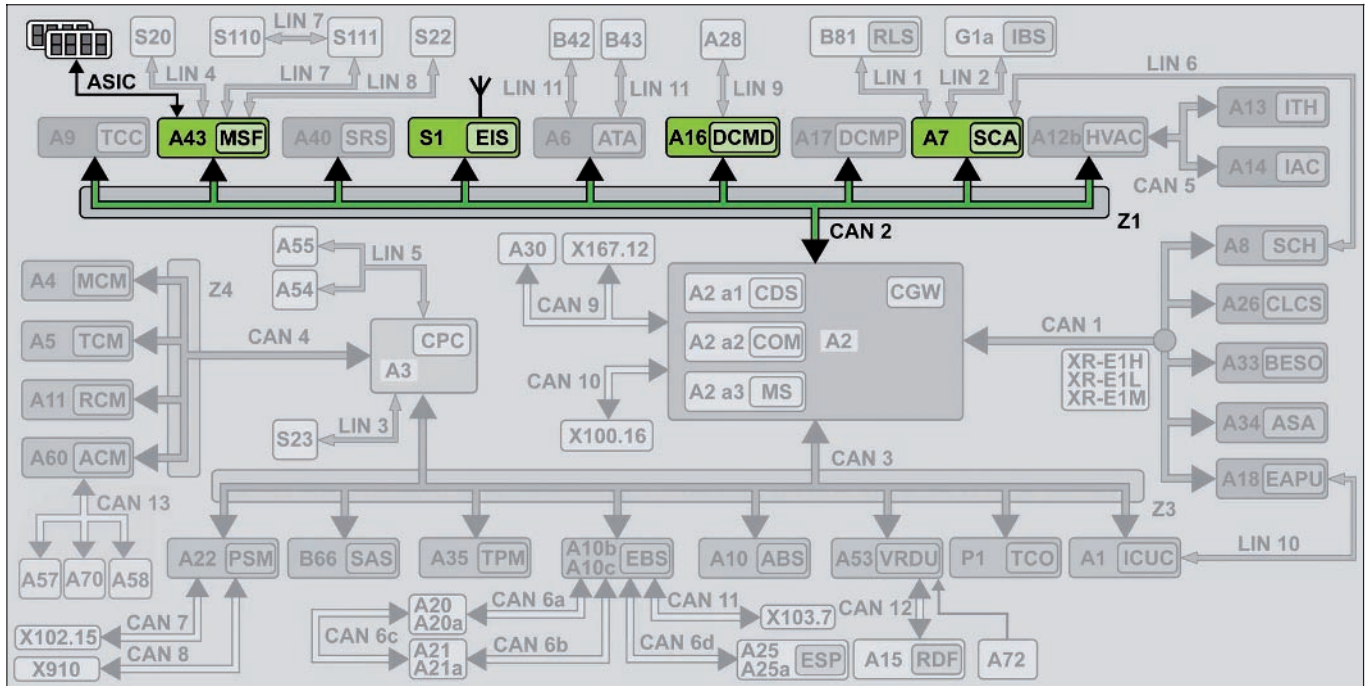 LIN 7
S20
S110
S111
S22
B42
B43
A28
B81 RLS
G1a IBS
LIN 6
ASIC
LIN 4
LIN 7
LIN 8
LIN 11
LIN 11
LIN 9
LIN 1
LIN 2
A9 TCC
A43 MSF
A40 SRS
S1 EIS
A6 ATA
A16 DCMD
A17 DCMP
A7 SCA
A12b HVAC
A13 ITH
A14 IAC
CAN 5
Z1
CAN 2
A55
LIN 5
A54
A30
X167.12
A8 SCH
A4 MCM
Z4
A2 a1 CDS
CGW
CAN 9
A26 CLCS
A5 TCM
CAN 4
CPC
A3
A2 a2 COM
A2
CAN 1
A33 BESO
XR-E1H
XR-E1L
XR-E1M
A11 RCM
CAN 10
A2 a3 MS
A34 ASA
LIN 3
S23
X100.16
A60 ACM
CAN 3
A18 EAPU
CAN 13
Z3
LIN 10
A57
A70
A58
A22 PSM
B66 SAS
A35 TPM
A10b
A10c
EBS
A10 ABS
A53 VRDU
P1 TCO
A1 ICUC
CAN 7
CAN 8
X102.15
X910
CAN 6a
A20
A20a
CAN 6c
A21
A21a
CAN 6b
CAN 11
X103.7
CAN 6d
A25
A25a
ESP
CAN 12
A15 RDF
A72